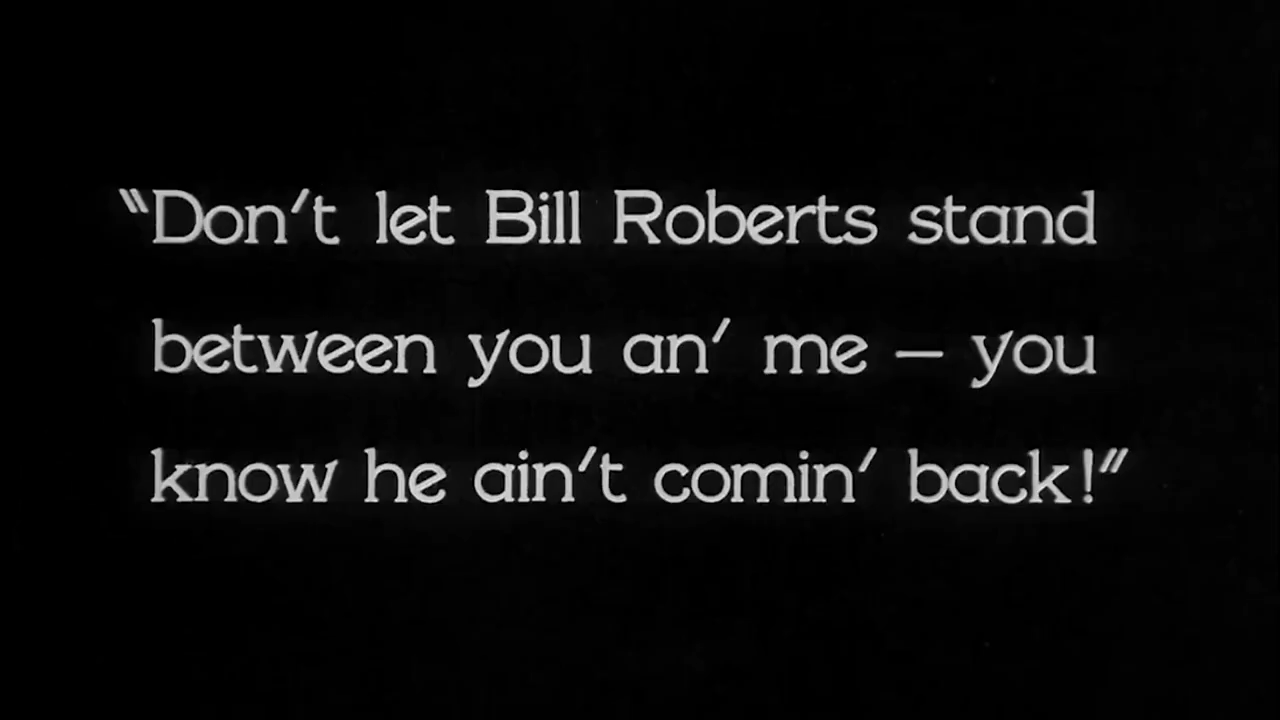 “Don't let Bill Roberts stand
between you an' me — you
know he ain't comin' back!”